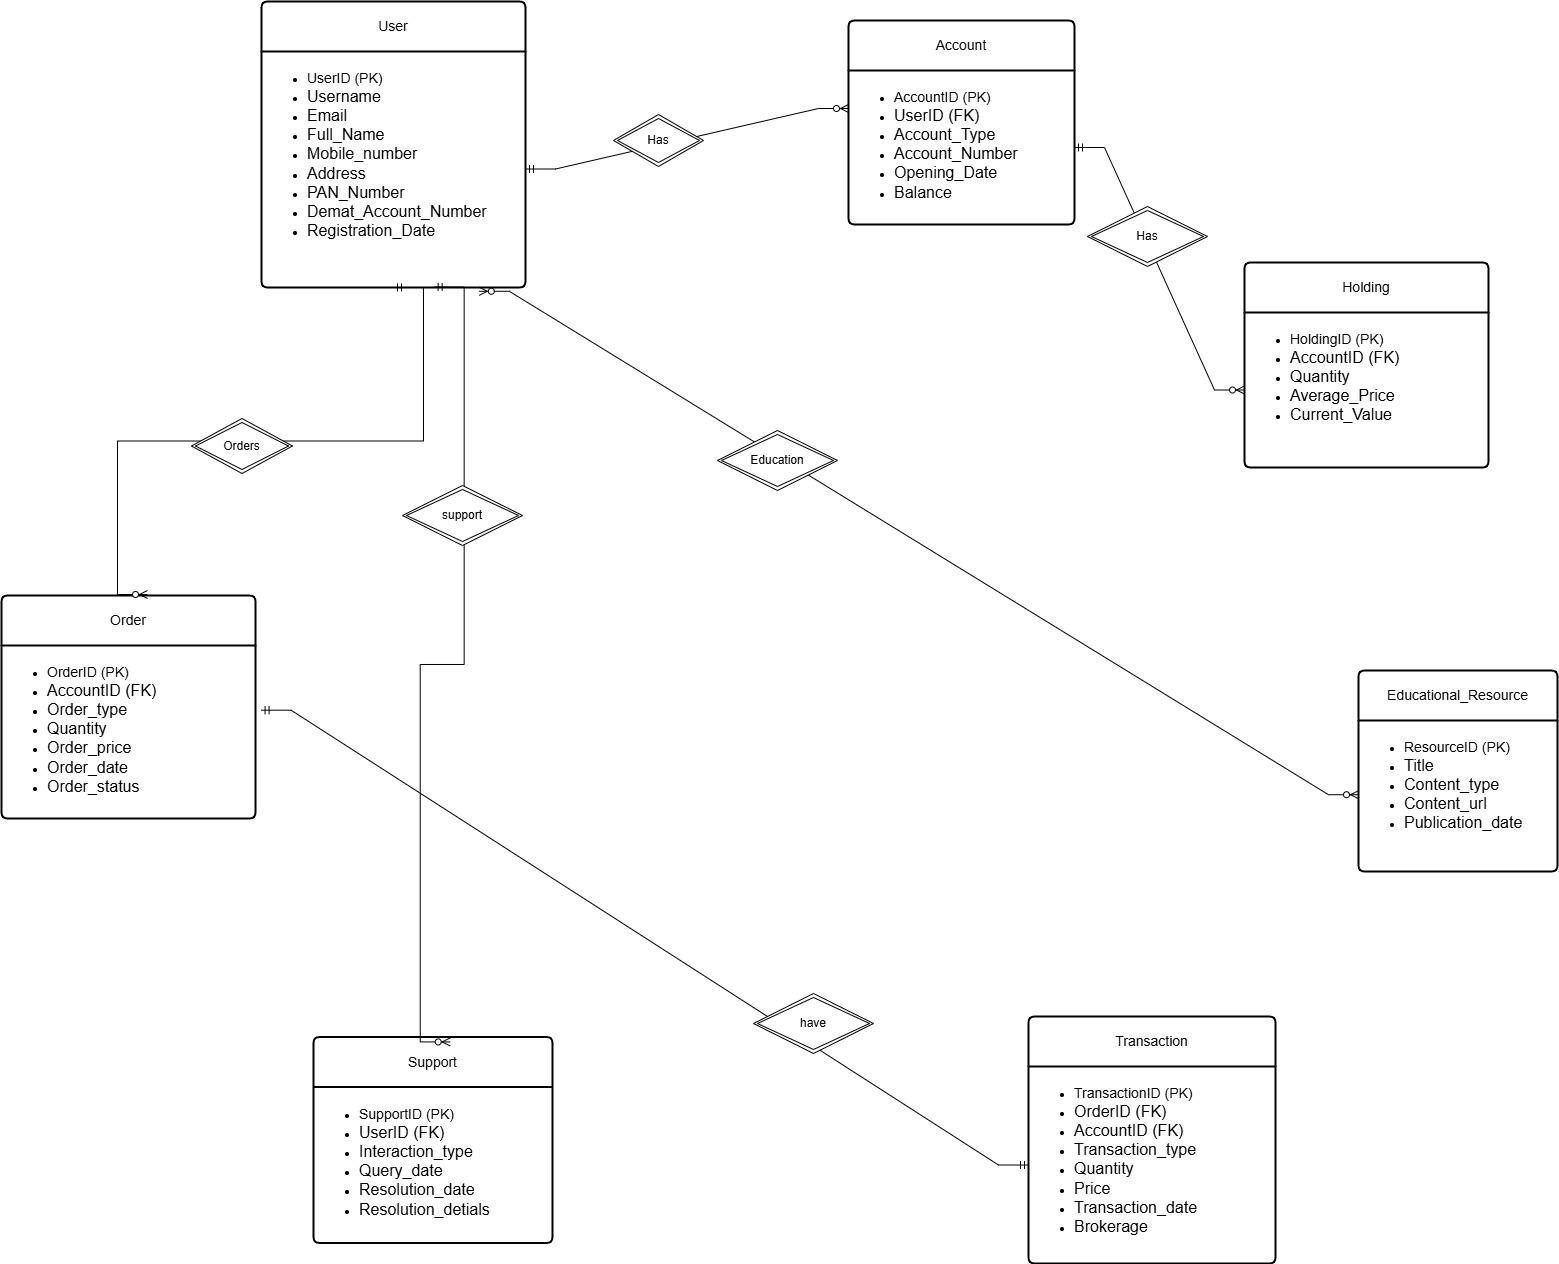 User
UserID (PK)
Username
Email
Full_Name
Mobile_number
Address
PAN_Number
Demat_Account_Number
Registration_Date
Has
Account
AccountID (PK)
UserID (FK)
Account_Type
Account_Number
Opening_Date
Balance
Has
Holding
HoldingID (PK)
AccountID (FK)
Quantity
Average_Price
Current_Value
Orders
support
Education
Order
OrderID (PK)
AccountID (FK)
Order_type
Quantity
Order_price
Order_date
Order_status
Educational_Resource
ResourceID (PK)
Title
Content_type
Content_url
Publication_date
have
Support
SupportID (PK)
UserID (FK)
Interaction_type
Query_date
Resolution_date
Resolution_detials
Transaction
TransactionID (PK)
OrderID (FK)
AccountID (FK)
Transaction_type
Quantity
Price
Transaction_date
Brokerage